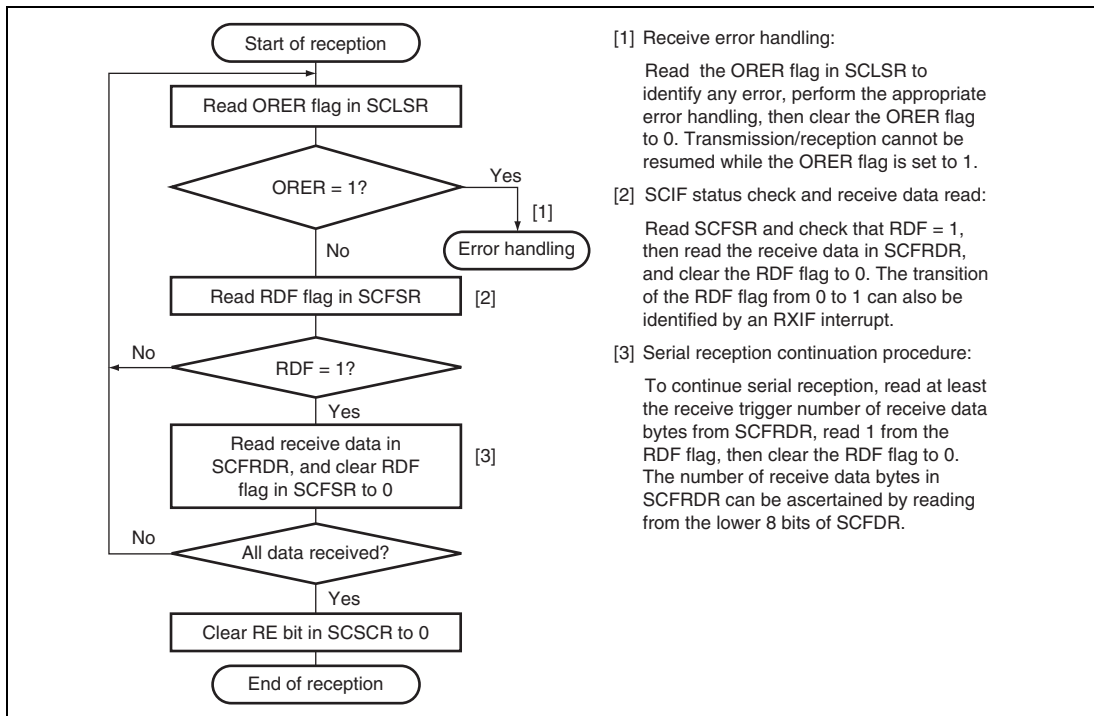 Start of reception
Read ORER flag in SCLSR
ORER = 1?
Yes
[1]
Error handling
No
Read RDF flag in SCFSR
[2]
No
RDF = 1?
Yes
Read receive data in
SCFRDR, and clear RDF
flag in SCFSR to 0
[3]
No
All data received?
Yes
Clear RE bit in SCSCR to 0
End of reception
[1] Receive error handling:
Read the ORER flag in SCLSR to
identify any error, perform the appropriate
error handling, then clear the ORER flag
to 0. Transmission/reception cannot be
resumed while the ORER flag is set to 1.
[2] SCIF status check and receive data read:
Read SCFSR and check that RDF = 1,
then read the receive data in SCFRDR,
and clear the RDF flag to 0. The transition
of the RDF flag from 0 to 1 can also be
identified by an RXIF interrupt.
[3] Serial reception continuation procedure:
To continue serial reception, read at least
the receive trigger number of receive data
bytes from SCFRDR, read 1 from the
RDF flag, then clear the RDF flag to 0.
The number of receive data bytes in
SCFRDR can be ascertained by reading
from the lower 8 bits of SCFDR.